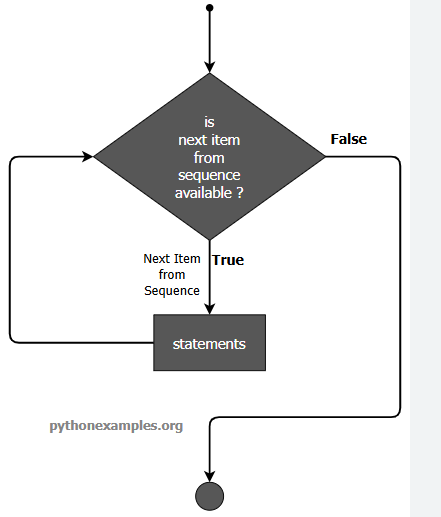 is
next item
from
sequence
available ?
False
True
Next Item
from
Sequence
statements
pythonexamples.org